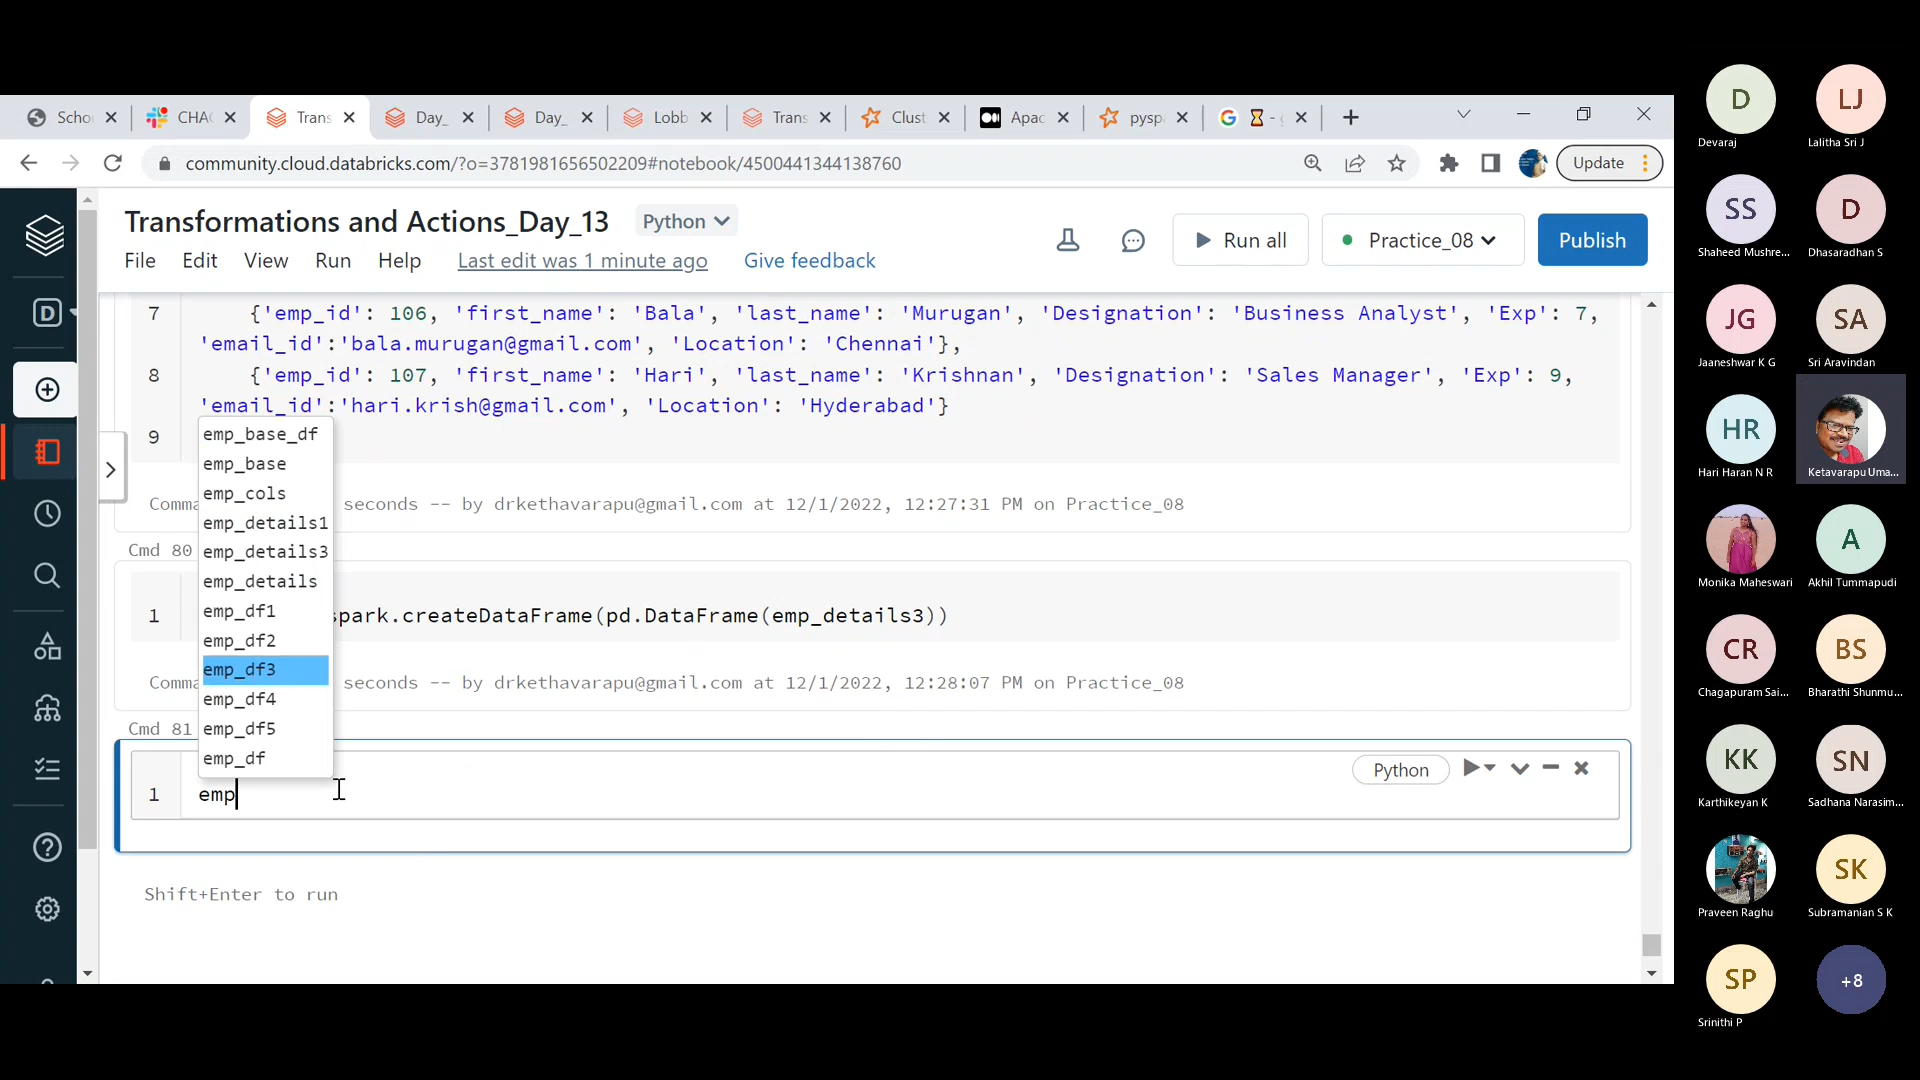 Scho
CHAC
Trans
Day_
Day_
Lobb
Trans
Clust
Apac
pysp
community.cloud.databricks.com/?o=3781981656502209#notebook/4500441344138760
Update
Transformations and Actions_Day_13
Python
File Edit View Run Help Last edit was 1 minute ago Give feedback
Run all
Practice_08
Publish
D
7 {'emp_id': 106, 'first_name': 'Bala', 'last_name': 'Murugan', 'Designation': 'Business Analyst', 'Exp': 7,
'email_id':'bala.murugan@gmail.com', 'Location': 'Chennai'},
8 {'emp_id': 107, 'first_name': 'Hari', 'last_name': 'Krishnan', 'Designation': 'Sales Manager', 'Exp': 9,
'email_id':'hari.krish@gmail.com', 'Location': 'Hyderabad'}
9
Comma seconds -- by drkethavarapu@gmail.com at 12/1/2022, 12:27:31 PM on Practice_08
Cmd 80
1 spark.createDataFrame(pd.DataFrame(emp_details3))
Comma seconds -- by drkethavarapu@gmail.com at 12/1/2022, 12:28:07 PM on Practice_08
Cmd 81
emp_base_df
emp_base
emp_cols
emp_details1
emp_details3
emp_details
emp_df1
emp_df2
emp_df3
emp_df4
emp_df5
emp_df
Python
1 emp
Shift+Enter to run
D LJ
Devaraj Lalitha Sri J
SS D
Shaheed Mushre... Dhasaradhan S
JG SA
Jaaneshwar K G Sri Aravindan
HR
Hari Haran N R Ketavarapu Uma...
A
Monika Maheswari Akhil Tummapudi
CR BS
Chagapuram Sai... Bharathi Shunmu...
KK SN
Karthikeyan K Sadhana Narasim...
SK
Praveen Raghu Subramanian S K
SP +8
Srinithi P